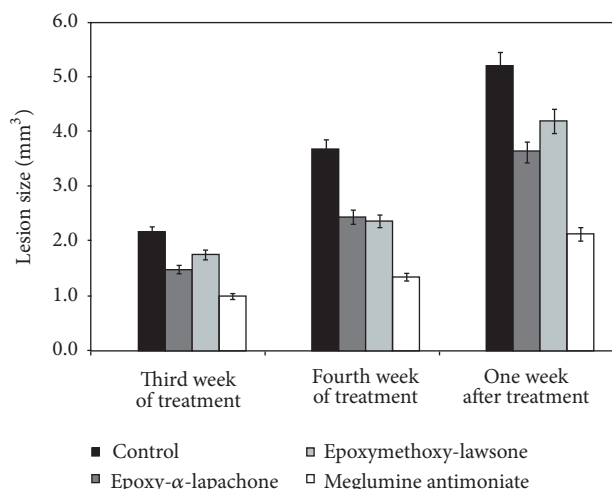 6.0
5.0
4.0
3.0
2.0
1.0
0.0
Lesion size (mm³)
Third week
of treatment
Fourth week
of treatment
One week
after treatment
Control
Epoxymethoxy-lawsone
Epoxy-α-lapachone
Meglumine antimoniate